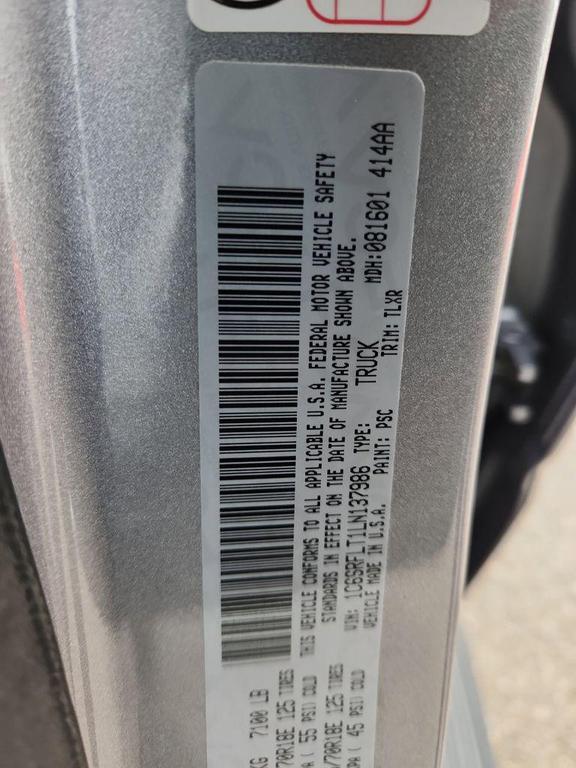 KG 7100 LB
70R18E 125 TIRES
A( 55 PSI) COLD
/70R18E 125 TIRES
PA( 45 PSI) COLD
THIS VEHICLE CONFORMS TO ALL APPLICABLE U.S.A. FEDERAL MOTOR VEHICLE SAFETY
STANDARDS IN EFFECT ON THE DATE OF MANUFACTURE SHOWN ABOVE.
VIN: 1C6SRFLT1LN137986 TYPE: TRUCK MDH:081601 414AA
VEHICLE MADE IN U.S.A. PAINT: PSC TRIM: TLXR